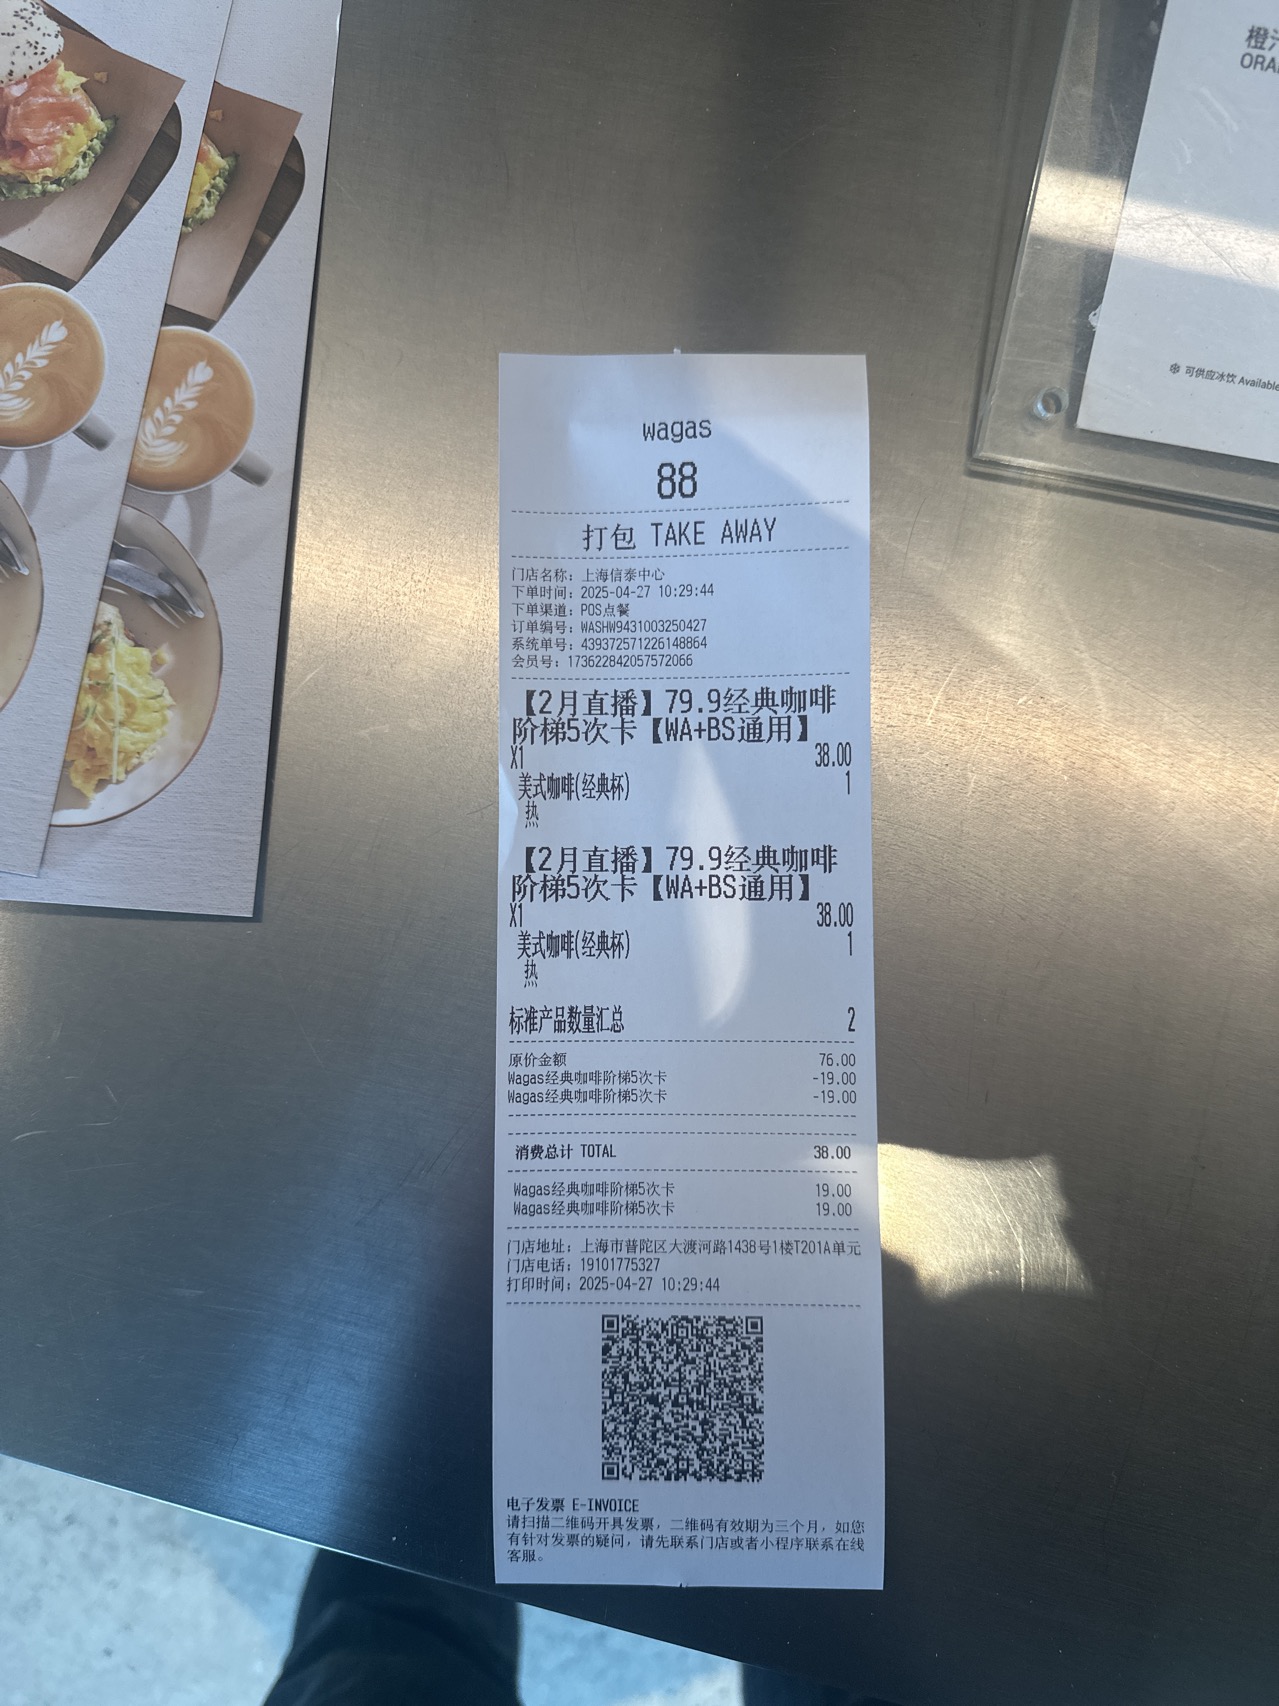 wagas
88
打包 TAKE AWAY
门店名称：上海信泰中心
下单时间：2025-04-27 10:29:44
下单渠道：POS点餐
订单编号：WASHW9431003250427
系统单号：439372571226148864
会员号：173622842057572066
【2月直播】79.9经典咖啡
阶梯5次卡【WA+BS通用】
X1 38.00
美式咖啡(经典杯) 1
热
【2月直播】79.9经典咖啡
阶梯5次卡【WA+BS通用】
X1 38.00
美式咖啡(经典杯) 1
热
标准产品数量汇总 2
原价金额 76.00
Wagas经典咖啡阶梯5次卡 -19.00
Wagas经典咖啡阶梯5次卡 -19.00
消费总计 TOTAL 38.00
Wagas经典咖啡阶梯5次卡 19.00
Wagas经典咖啡阶梯5次卡 19.00
门店地址：上海市普陀区大渡河路1438号1楼T201A单元
门店电话：19101775327
打印时间：2025-04-27 10:29:44
电子发票 E-INVOICE
请扫描二维码开具发票，二维码有效期为三个月，如您
有针对发票的疑问，请先联系门店或者小程序联系在线
客服。
橙
❄ 可供应冰饮 Available